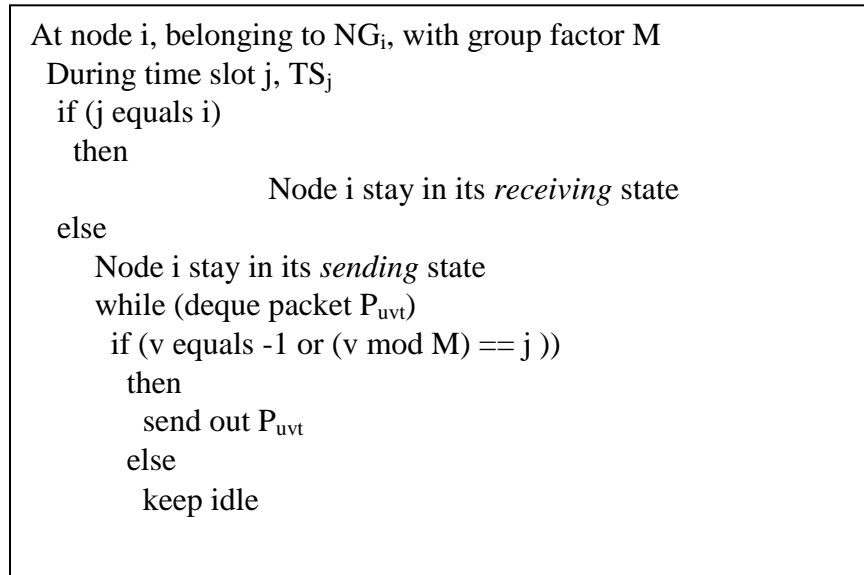 At node i, belonging to NGi, with group factor M
During time slot j, TSj
if (j equals i)
then
Node i stay in its receiving state
else
Node i stay in its sending state
while (deque packet Puvt)
if (v equals -1 or (v mod M) == j ))
then
send out Puvt
else
keep idle